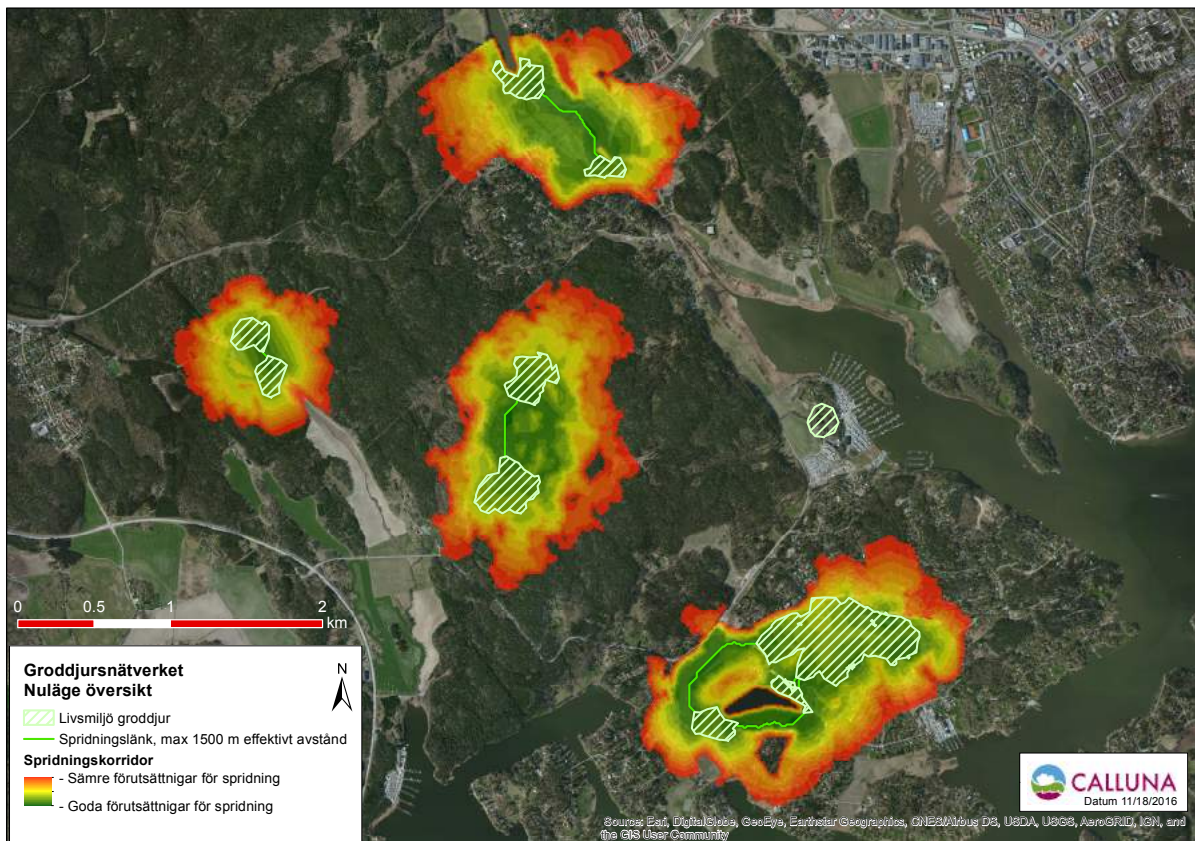 0 0.5 1 2
km
Groddjursnätverket
Nuläge översikt
N
Livsmiljö groddjur
Spridningslänk, max 1500 m effektivt avstånd
Spridningskorridor
- Sämre förutsättnigar för spridning
- Goda förutsättnigar för spridning
CALLUNA
Datum 11/18/2016
Source: Esri, DigitalGlobe, GeoEye, Earthstar Geographics, CNES/Airbus DS, USDA, USGS, AeroGRID, IGN, and
the GIS User Community